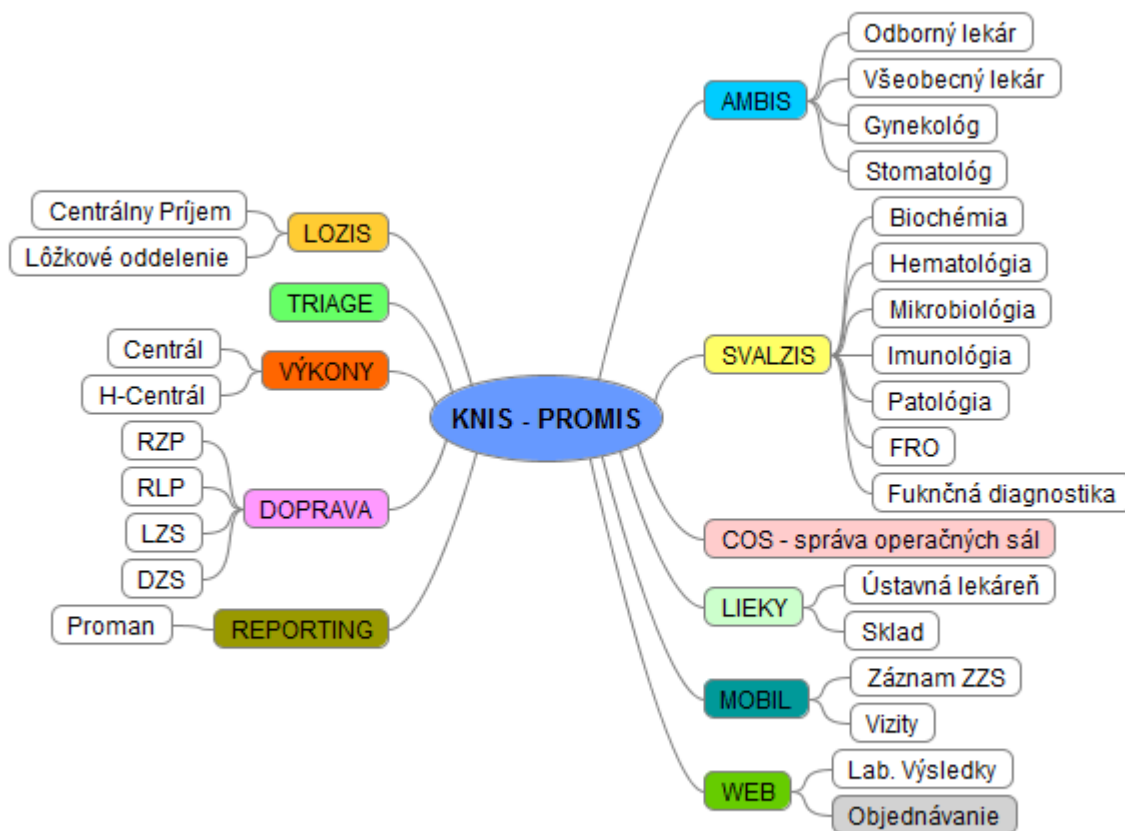 KNIS - PROMIS
AMBIS
Odborný lekár
Všeobecný lekár
Gynekológ
Stomatológ
SVALZIS
Biochémia
Hematológia
Mikrobiológia
Imunológia
Patológia
FRO
Fuknčná diagnostika
COS - správa operačných sál
LIEKY
Ústavná lekáreň
Sklad
MOBIL
Záznam ZZS
Vizity
WEB
Lab. Výsledky
Objednávanie
LOZIS
Centrálny Príjem
Lôžkové oddelenie
TRIAGE
VÝKONY
Centrál
H-Centrál
DOPRAVA
RZP
RLP
LZS
DZS
REPORTING
Proman